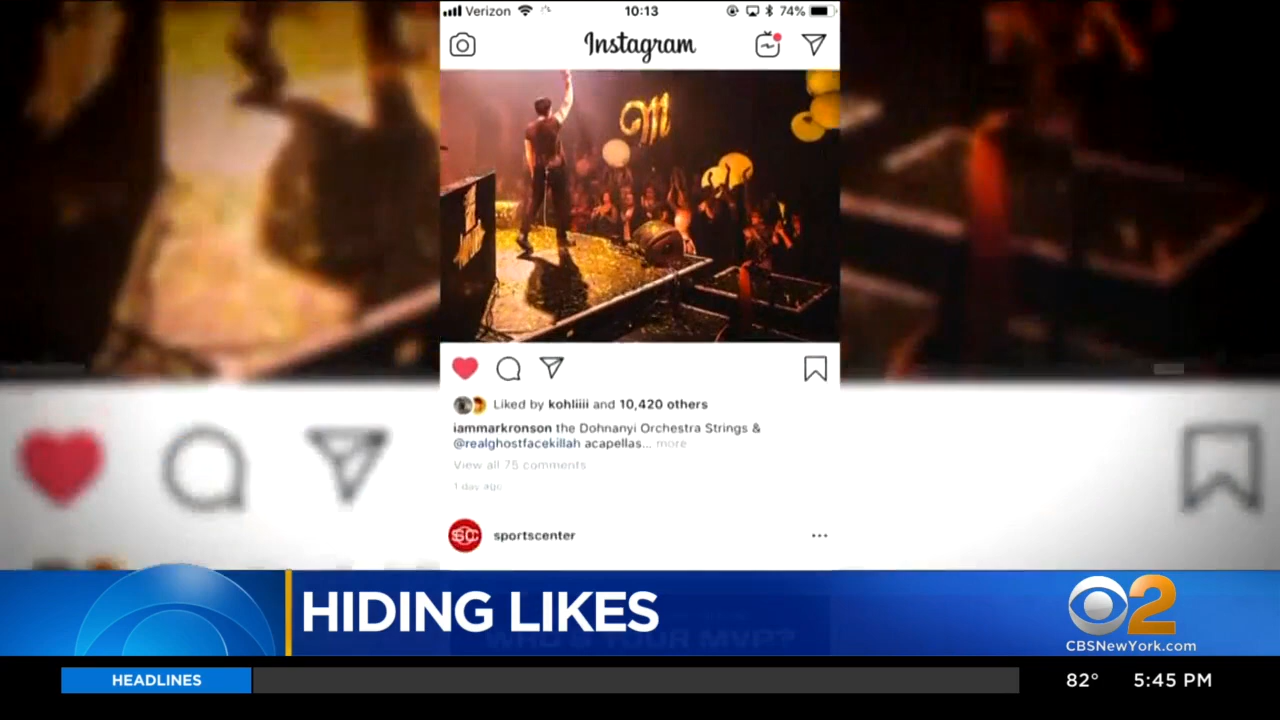 Verizon 10:13 74%
Instagram
M
Liked by kohliiii and 10,420 others
iammarkronson the Dohnanyi Orchestra Strings &
@realghostfacekillah acapellas... more
View all 75 comments
1 day ago
SC
sportscenter
HIDING LIKES
2
CBSNewYork.com
HEADLINES
82° 5:45 PM